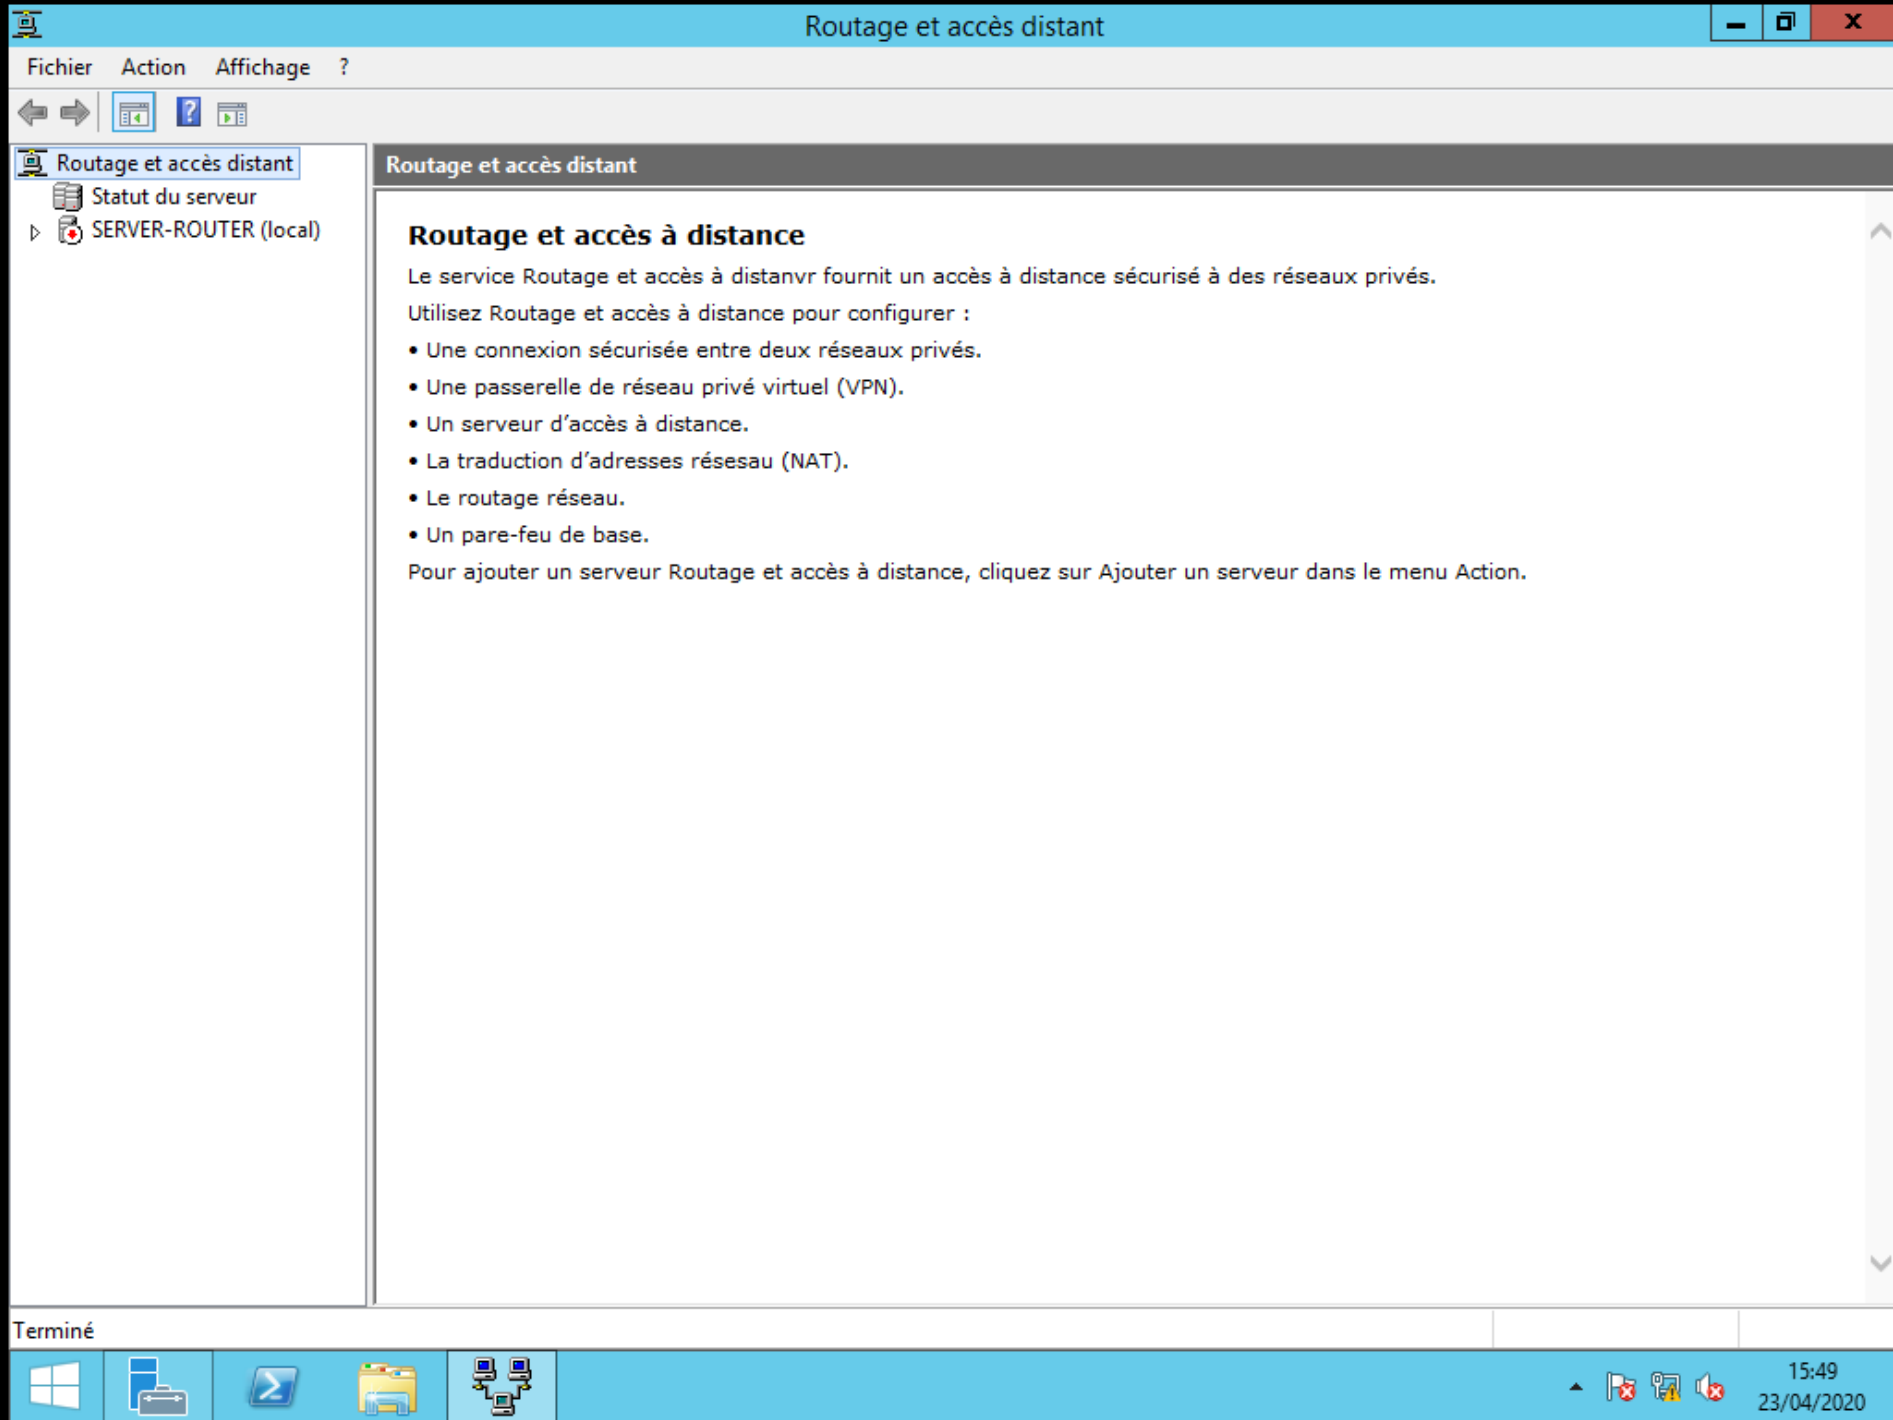 Routage et accès distant
Fichier Action Affichage ?
Routage et accès distant
Statut du serveur
SERVER-ROUTER (local)
Routage et accès distant
Routage et accès à distance
Le service Routage et accès à distanvr fournit un accès à distance sécurisé à des réseaux privés.
Utilisez Routage et accès à distance pour configurer :
• Une connexion sécurisée entre deux réseaux privés.
• Une passerelle de réseau privé virtuel (VPN).
• Un serveur d’accès à distance.
• La traduction d’adresses résesau (NAT).
• Le routage réseau.
• Un pare-feu de base.
Pour ajouter un serveur Routage et accès à distance, cliquez sur Ajouter un serveur dans le menu Action.
Terminé
15:49
23/04/2020